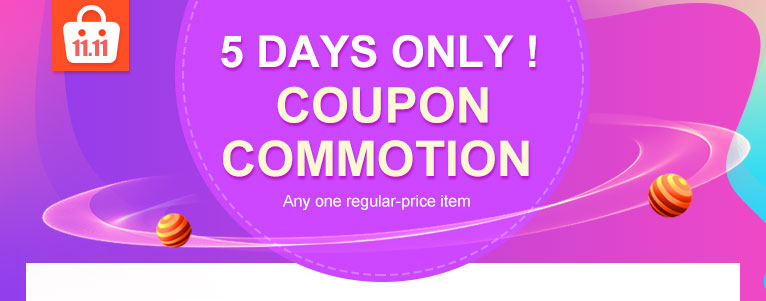 11.11
5 DAYS ONLY !
COUPON
COMMOTION
Any one regular-price item